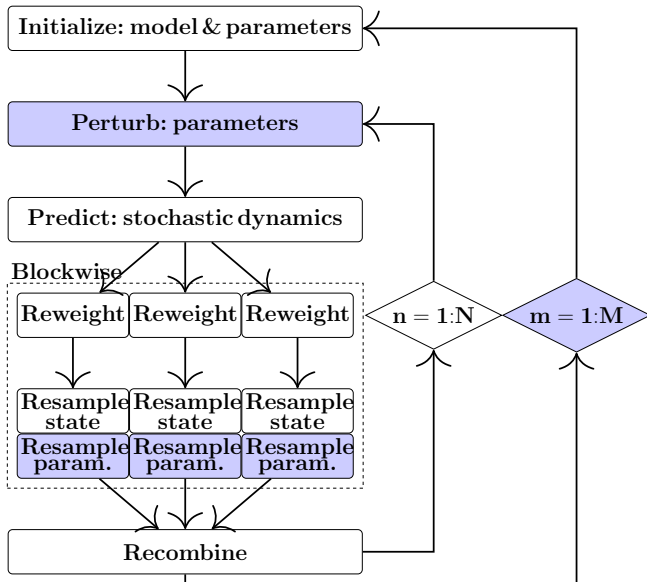 Initialize: model & parameters
Perturb: parameters
Predict: stochastic dynamics
Blockwise
Reweight Reweight Reweight
n = 1:N m = 1:M
Resample Resample Resample
state state state
Resample Resample Resample
param. param. param.
Recombine